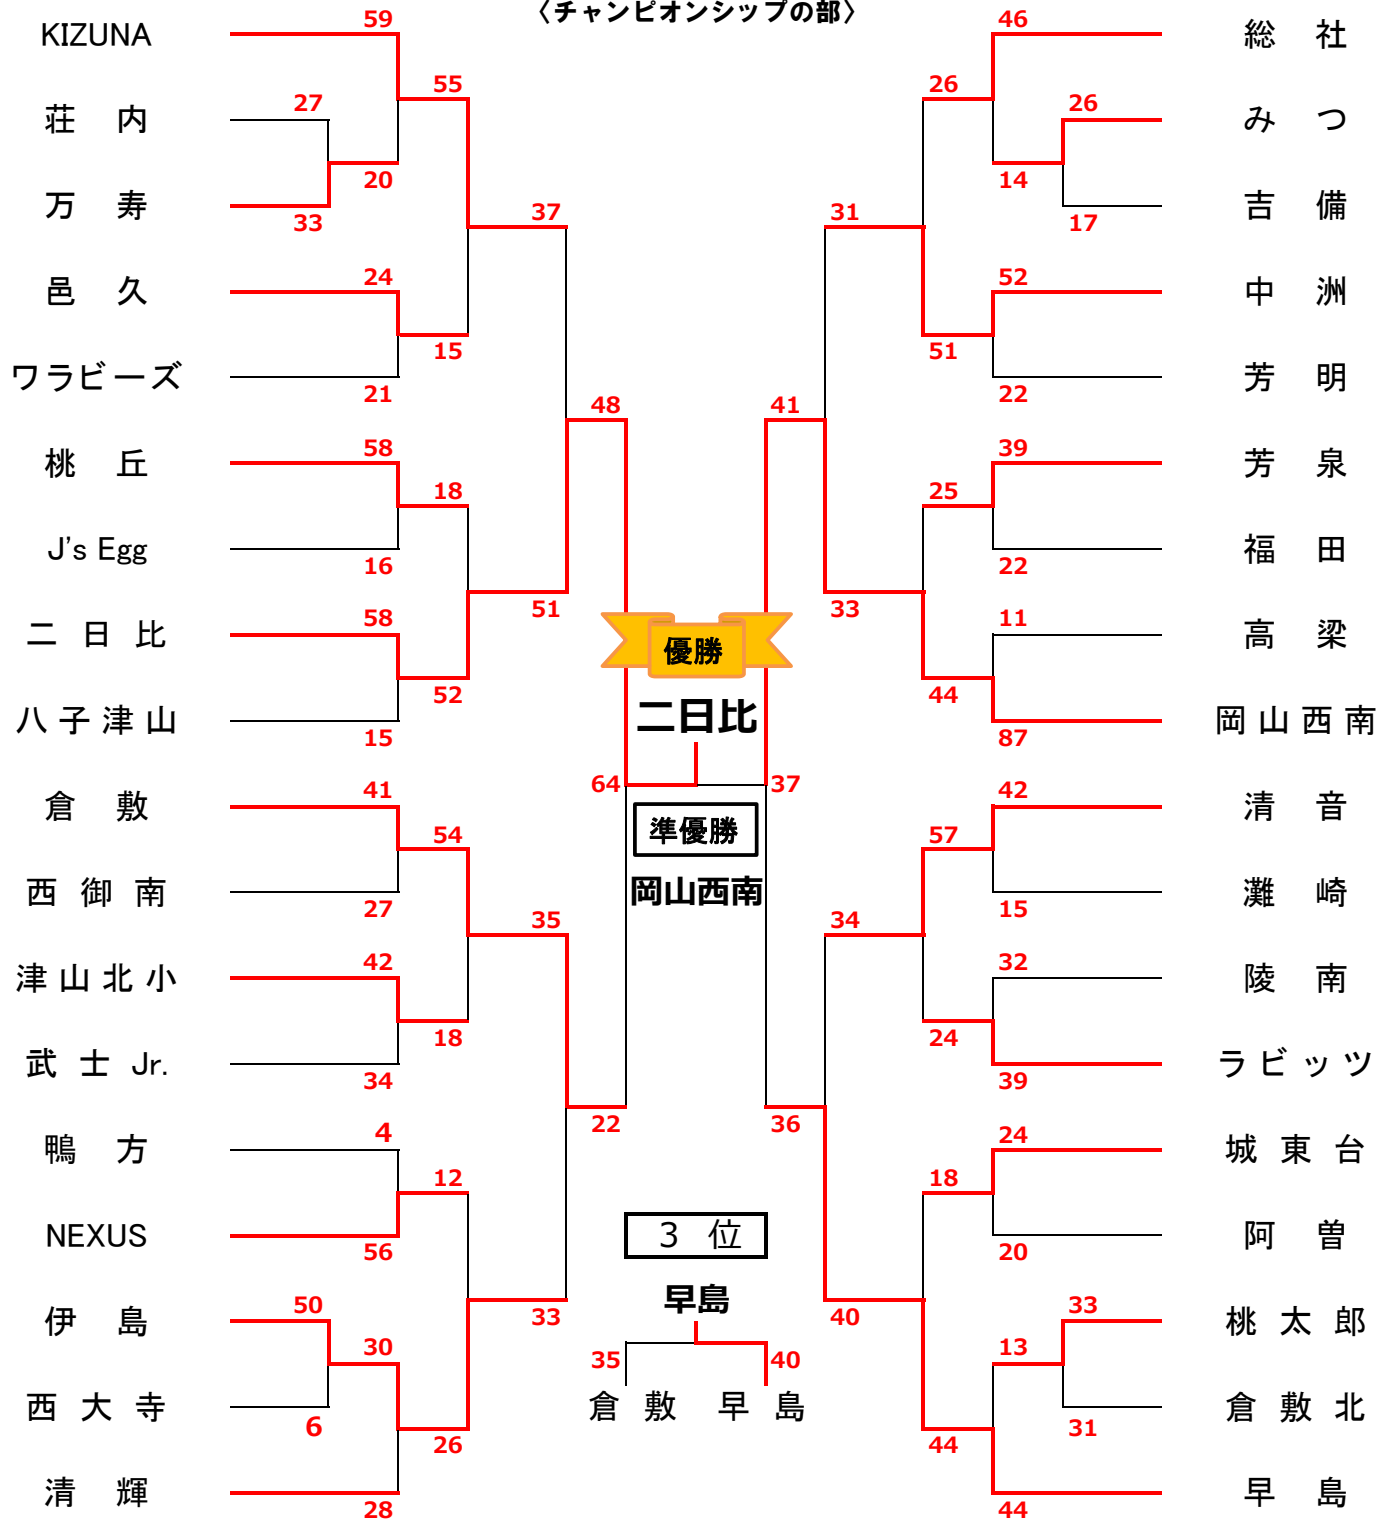 〈チャンピオンシップの部〉
KIZUNA
59
荘 内
27
20
万 寿
33
55
邑 久
24
15
ワラビーズ
21
37
桃 丘
58
18
J's Egg
16
二 日 比
58
52
八 子 津 山
15
51
48
倉 敷
41
54
西 御 南
27
津 山 北 小
42
18
武 士 Jr.
34
35
鴨 方
4
12
NEXUS
56
伊 島
50
30
西 大 寺
6
26
清 輝
28
33
22
優勝
二日比
64
37
準優勝
岡山西南
3 位
早島
35
40
倉 敷
早 島
総 社
46
26
みつ
26
14
吉 備
17
31
中 洲
52
51
芳 明
22
41
芳 泉
39
25
福 田
22
33
高 梁
11
44
岡 山 西 南
87
清 音
42
57
灘 崎
15
34
陵 南
32
24
ラ ビ ッ ツ
39
36
城 東 台
24
18
阿 曽
20
40
桃 太 郎
33
13
倉 敷 北
31
44
早 島
44